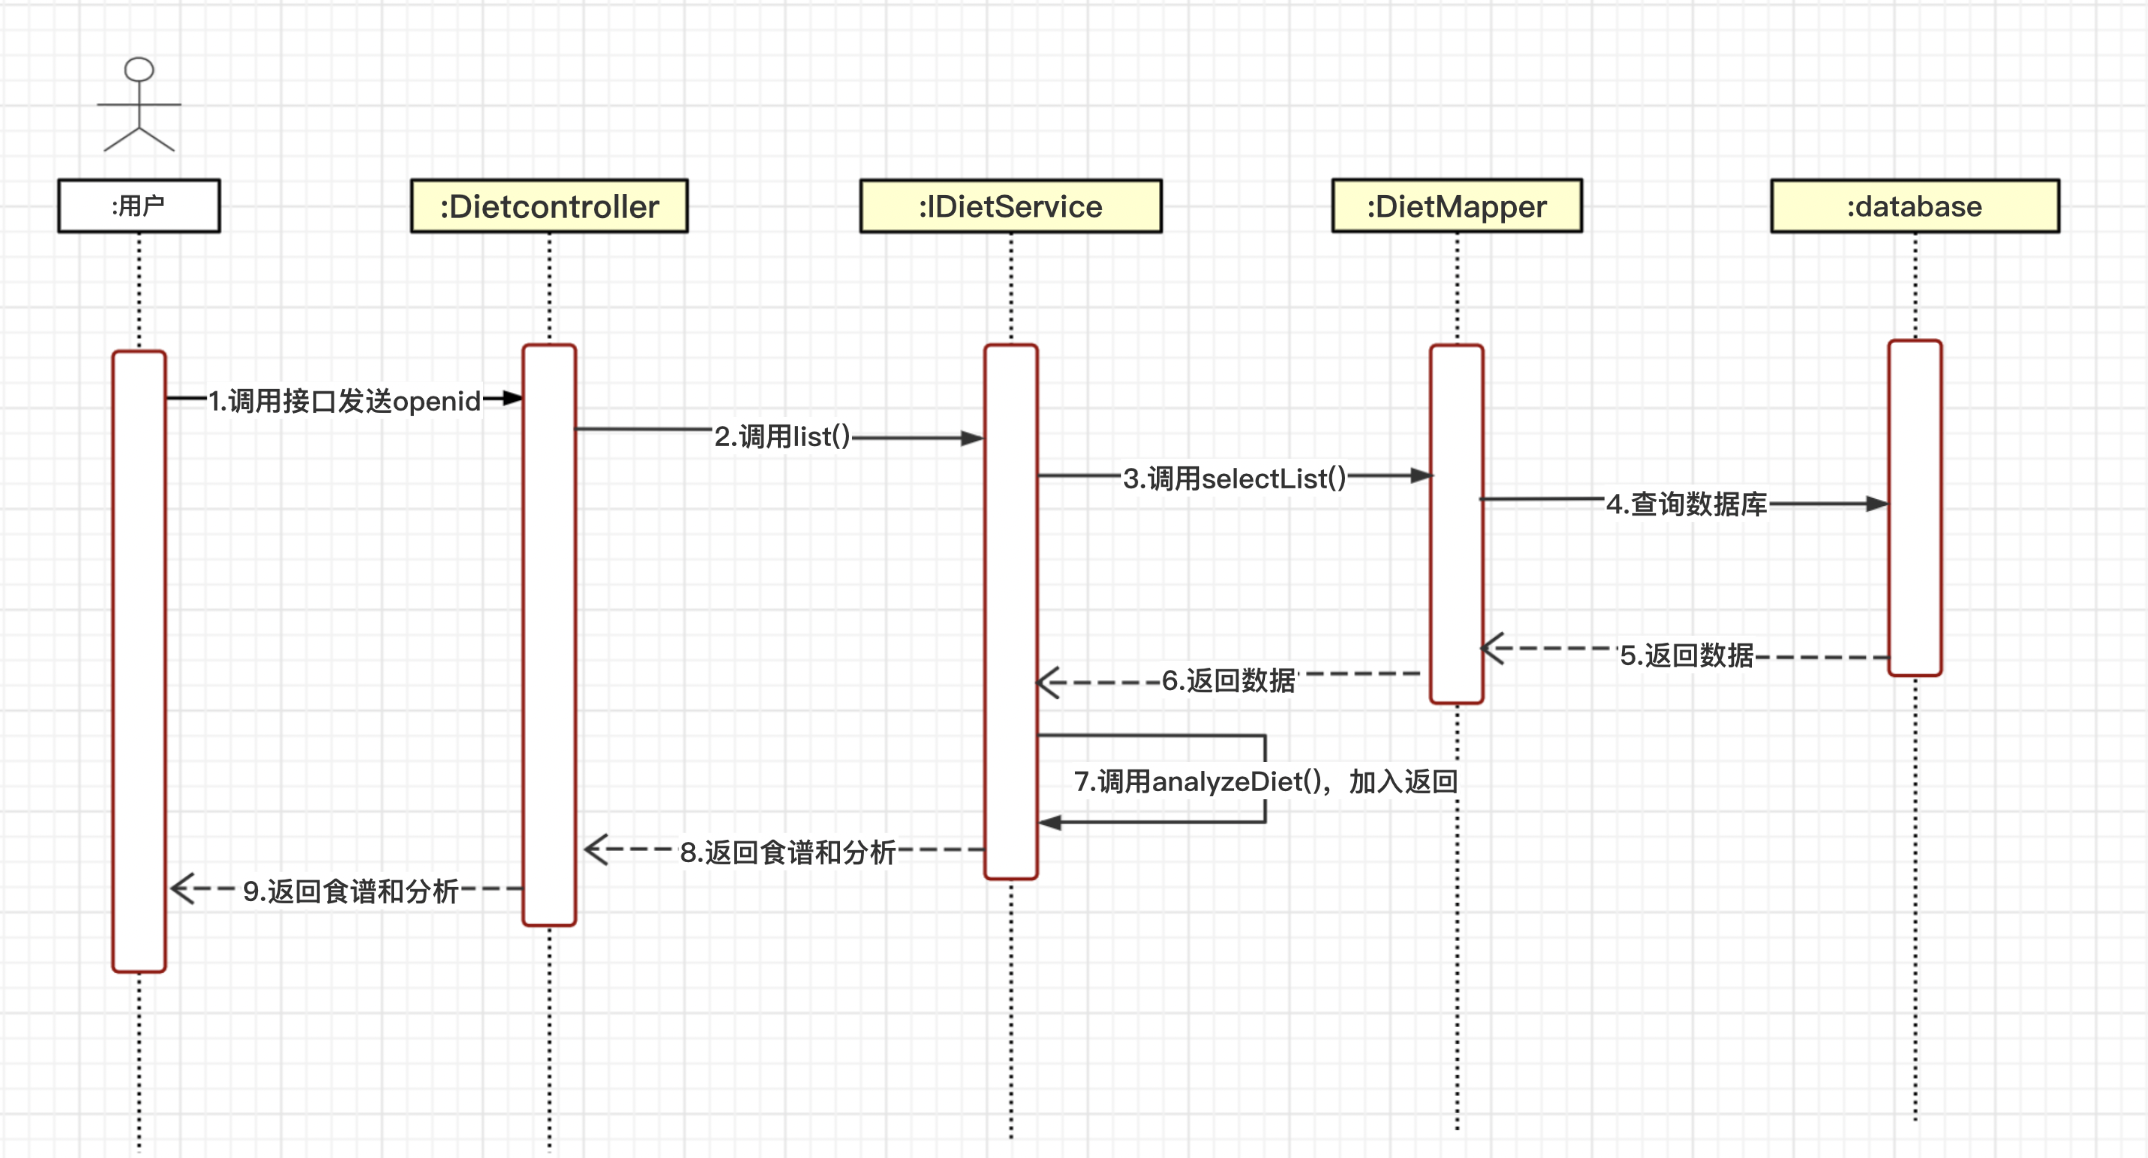 :用户
:Dietcontroller
:IDietService
:DietMapper
:database
1.调用接口发送openid
2.调用list()
3.调用selectList()
4.查询数据库
5.返回数据
6.返回数据
7.调用analyzeDiet()，加入返回
8.返回食谱和分析
9.返回食谱和分析